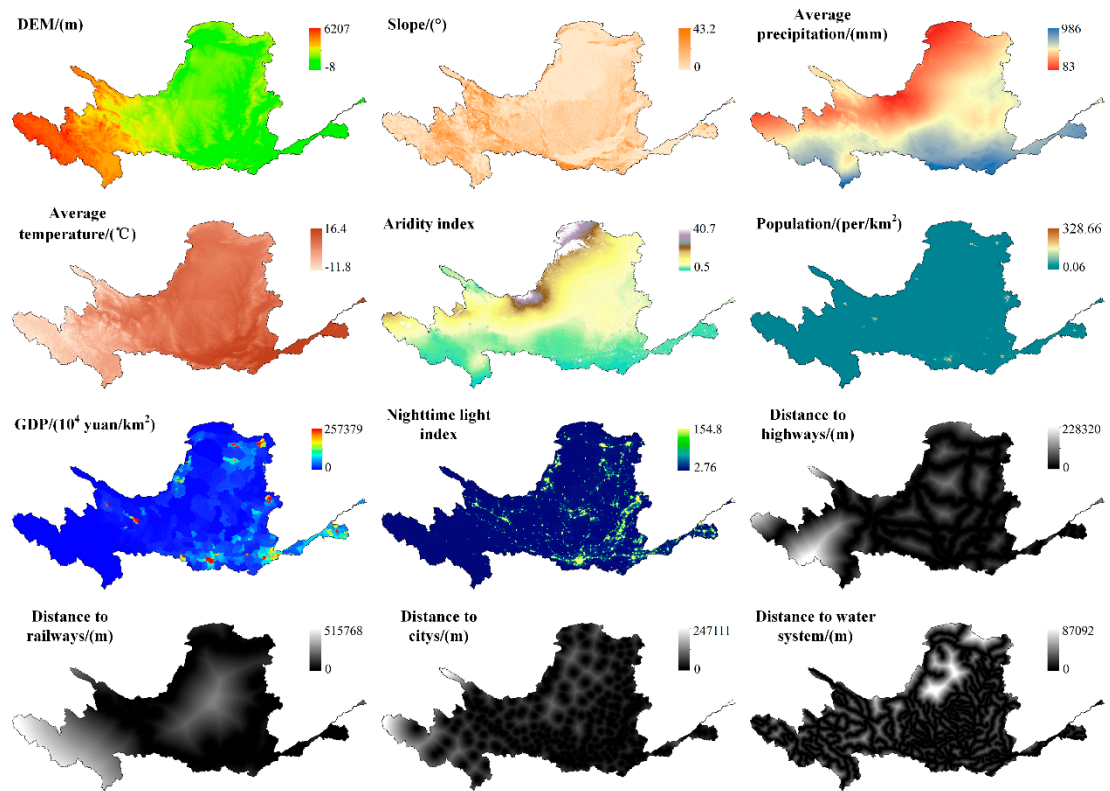 DEM/(m)
6207
-8
Slope/(°)
43.2
0
Average
precipitation/(mm)
986
83
Average
temperature/(℃)
16.4
-11.8
Aridity index
40.7
0.5
Population/(per/km²)
328.66
0.06
GDP/(10⁴ yuan/km²)
257379
0
Nighttime light
index
154.8
2.76
Distance to
highways/(m)
228320
0
Distance to
railways/(m)
515768
0
Distance to
citys/(m)
247111
0
Distance to water
system/(m)
87092
0